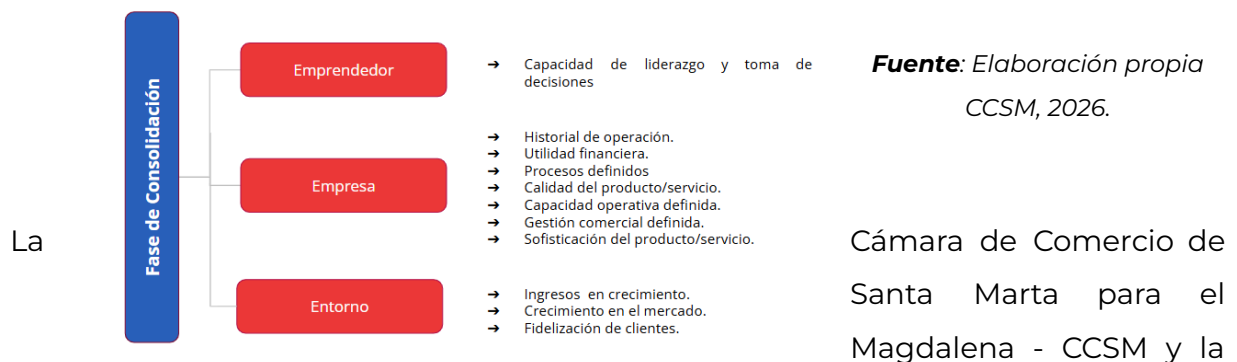 Fase de Consolidación
Emprendedor
→ Capacidad de liderazgo y toma de
decisiones
Empresa
→ Historial de operación.
→ Utilidad financiera.
→ Procesos definidos
→ Calidad del producto/servicio.
→ Capacidad operativa definida.
→ Gestión comercial definida.
→ Sofisticación del producto/servicio.
Entorno
→ Ingresos en crecimiento.
→ Crecimiento en el mercado.
→ Fidelización de clientes.
Fuente: Elaboración propia
CCSM, 2026.
La Cámara de Comercio de
Santa Marta para el
Magdalena - CCSM y la